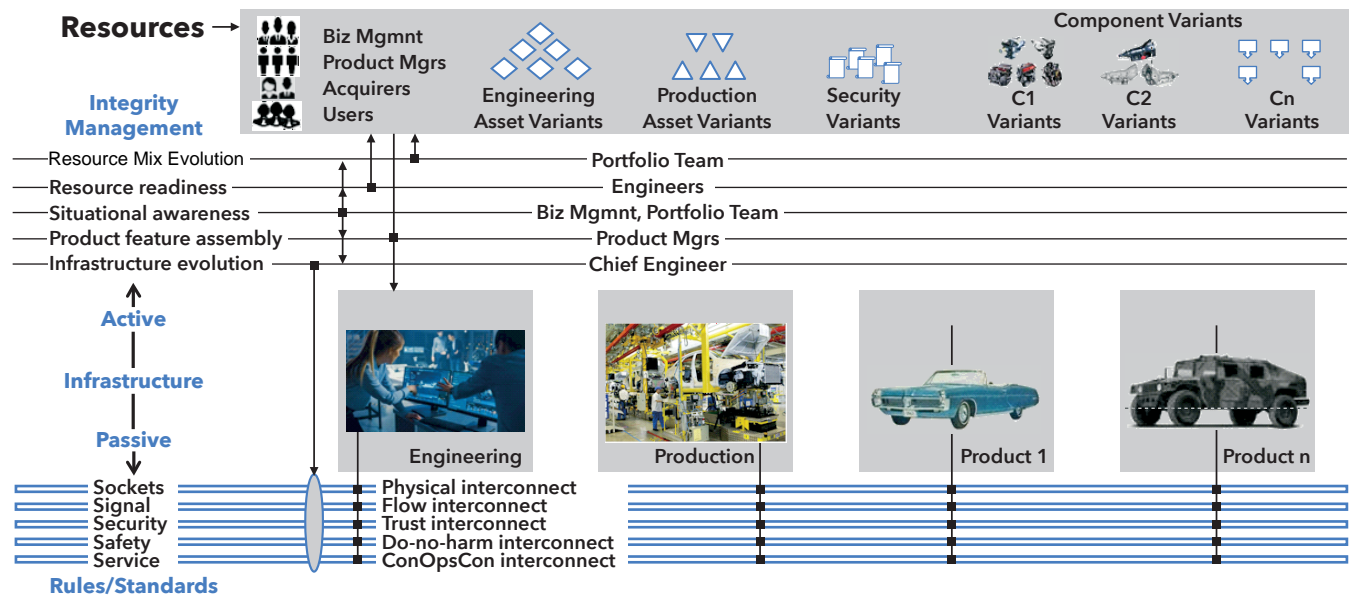 Resources
Biz Mgmnt
Product Mgrs
Acquirers
Users
Engineering
Asset Variants
Production
Asset Variants
Security
Variants
Component Variants
C1
Variants
C2
Variants
Cn
Variants
Integrity
Management
Resource Mix Evolution
Portfolio Team
Resource readiness
Engineers
Situational awareness
Biz Mgmnt, Portfolio Team
Product feature assembly
Product Mgrs
Infrastructure evolution
Chief Engineer
Active
Infrastructure
Passive
Engineering
Production
Product 1
Product n
Sockets
Physical interconnect
Signal
Flow interconnect
Security
Trust interconnect
Safety
Do-no-harm interconnect
Service
ConOpsCon interconnect
Rules/Standards